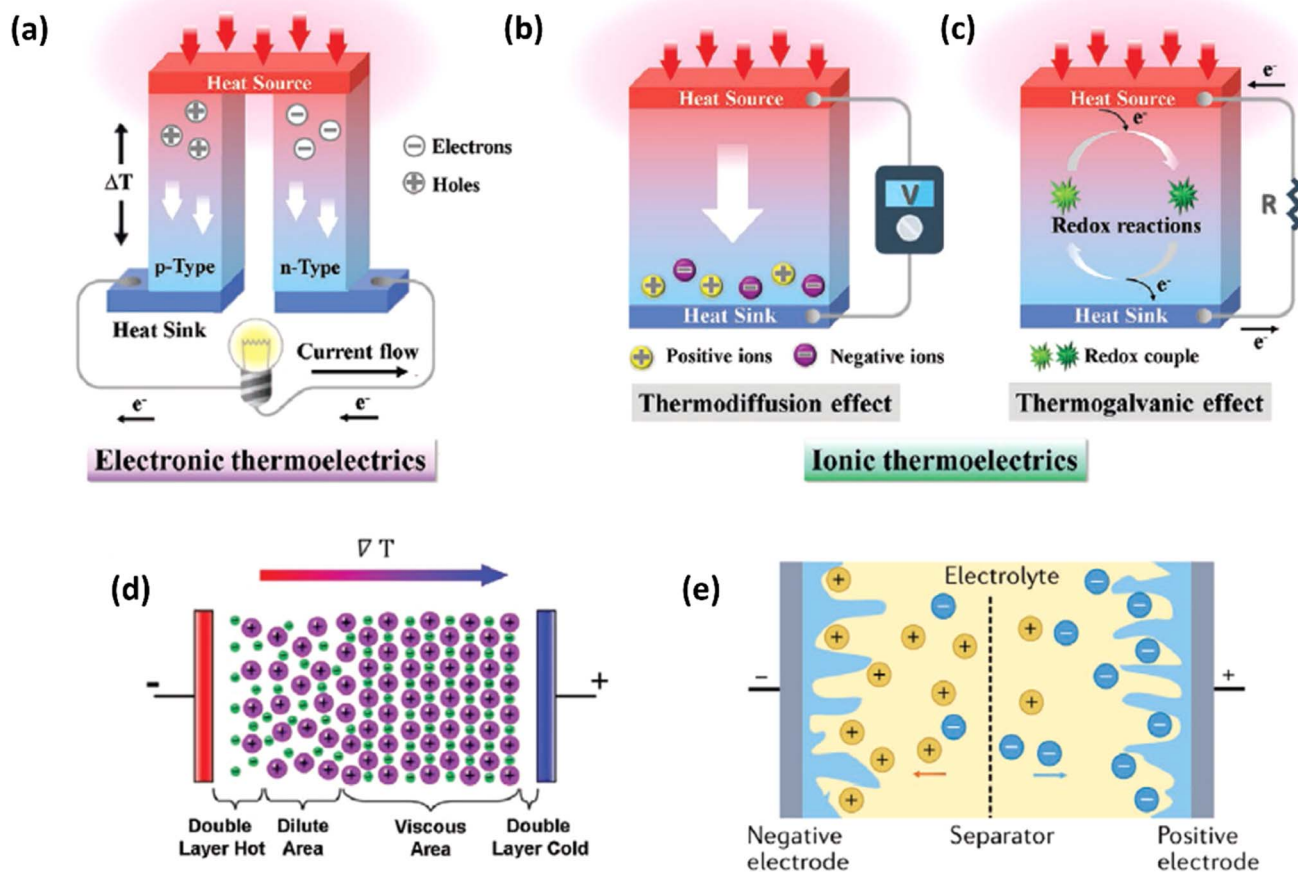 (a)
Heat Source
ΔT
p-Type
n-Type
Electrons
Holes
Heat Sink
Current flow
e⁻
e⁻
Electronic thermoelectrics
(b)
Heat Source
V
Heat Sink
Positive ions
Negative ions
Thermodiffusion effect
(c)
e⁻
Heat Source
e⁻
Redox reactions
R
e⁻
Heat Sink
e⁻
Redox couple
Thermogalvanic effect
Ionic thermoelectrics
(d)
∇ T
-
+
Double
Layer Hot
Dilute
Area
Viscous
Area
Double
Layer Cold
(e)
Electrolyte
−
+
Negative
electrode
Separator
Positive
electrode